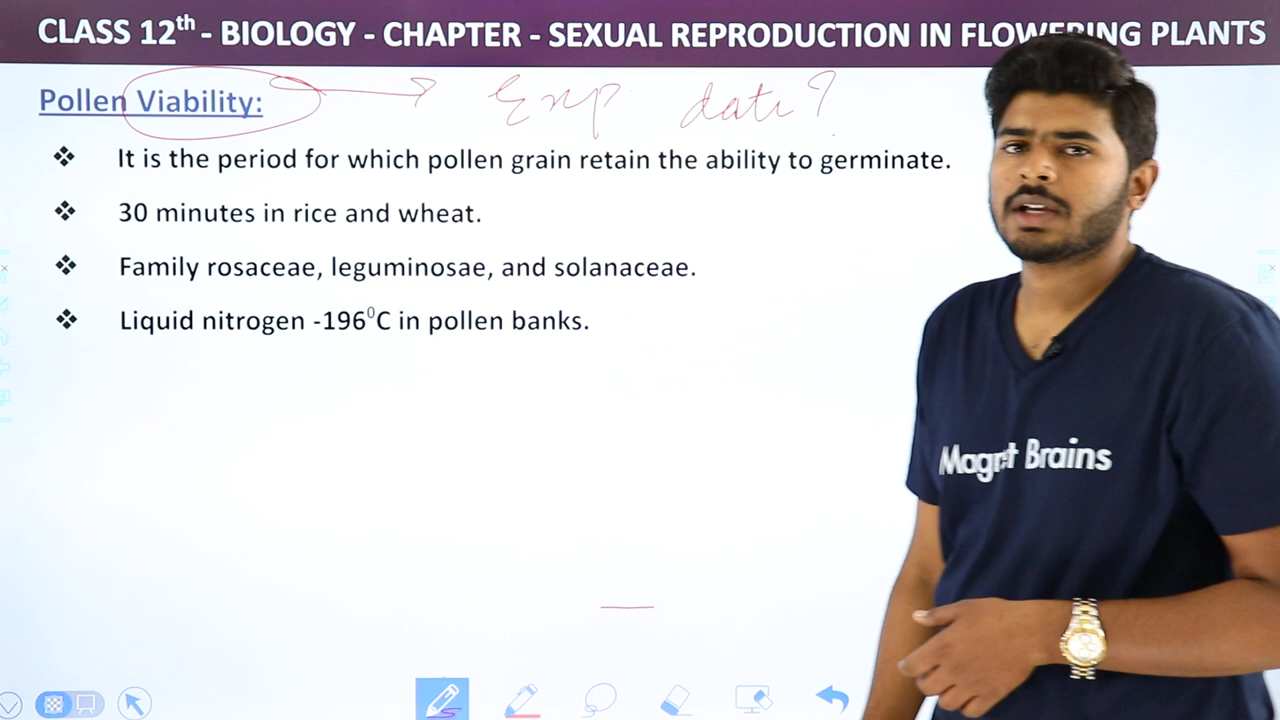 CLASS 12th - BIOLOGY - CHAPTER - SEXUAL REPRODUCTION IN FLOWERING PLANTS
Pollen Viability: Exp date?
❖ It is the period for which pollen grain retain the ability to germinate.
❖ 30 minutes in rice and wheat.
❖ Family rosaceae, leguminosae, and solanaceae.
❖ Liquid nitrogen -196⁰C in pollen banks.
Magnet Brains